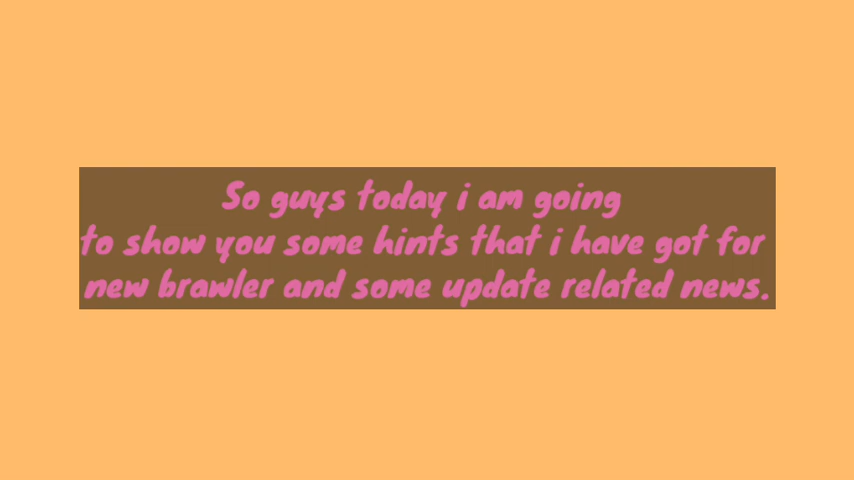 So guys today i am going
to show you some hints that i have got for
new brawler and some update related news.